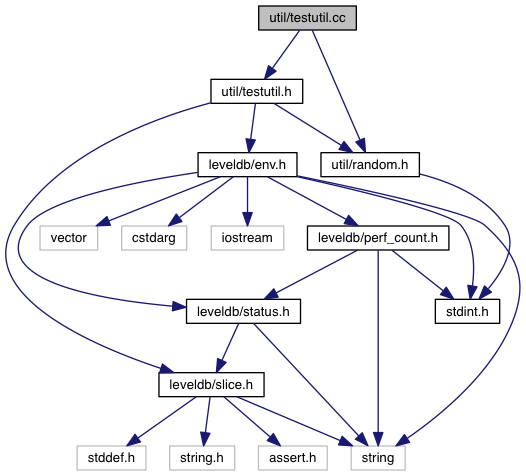 util/testutil.cc
util/testutil.h
leveldb/env.h
util/random.h
vector
cstdarg
iostream
leveldb/perf_count.h
leveldb/status.h
stdint.h
leveldb/slice.h
stddef.h
string.h
assert.h
string